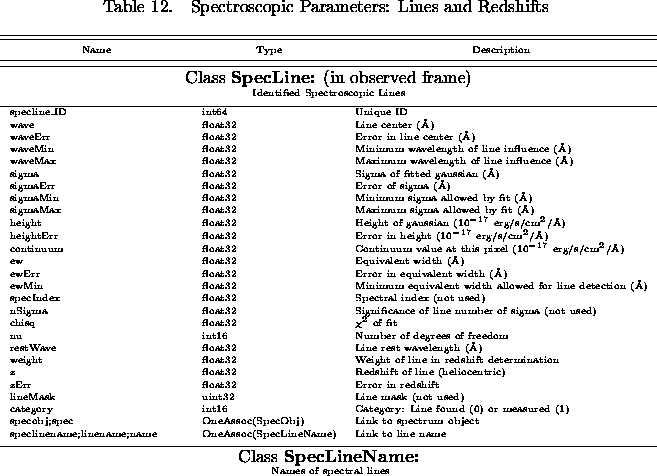 Table 12. Spectroscopic Parameters: Lines and Redshifts
Name Type Description
Class SpecLine: (in observed frame)
Identified Spectroscopic Lines
specline_ID int64 Unique ID
wave float32 Line center (Å)
waveErr float32 Error in line center (Å)
waveMin float32 Minimum wavelength of line influence (Å)
waveMax float32 Maximum wavelength of line influence (Å)
sigma float32 Sigma of fitted gaussian (Å)
sigmaErr float32 Error of sigma (Å)
sigmaMin float32 Minimum sigma allowed by fit (Å)
sigmaMax float32 Maximum sigma allowed by fit (Å)
height float32 Height of gaussian (10⁻¹⁷ erg/s/cm²/Å)
heightErr float32 Error in height (10⁻¹⁷ erg/s/cm²/Å)
continuum float32 Continuum value at this pixel (10⁻¹⁷ erg/s/cm²/Å)
ew float32 Equivalent width (Å)
ewErr float32 Error in equivalent width (Å)
ewMin float32 Minimum equivalent width allowed for line detection (Å)
specIndex float32 Spectral index (not used)
nSigma float32 Significance of line number of sigma (not used)
chisq float32 χ² of fit
nu int16 Number of degrees of freedom
restWave float32 Line rest wavelength (Å)
weight float32 Weight of line in redshift determination
z float32 Redshift of line (heliocentric)
zErr float32 Error in redshift
lineMask uint32 Line mask (not used)
category int16 Category: Line found (0) or measured (1)
specobj;spec OneAssoc(SpecObj) Link to spectrum object
speclinename;linename;name OneAssoc(SpecLineName) Link to line name
Class SpecLineName:
Names of spectral lines